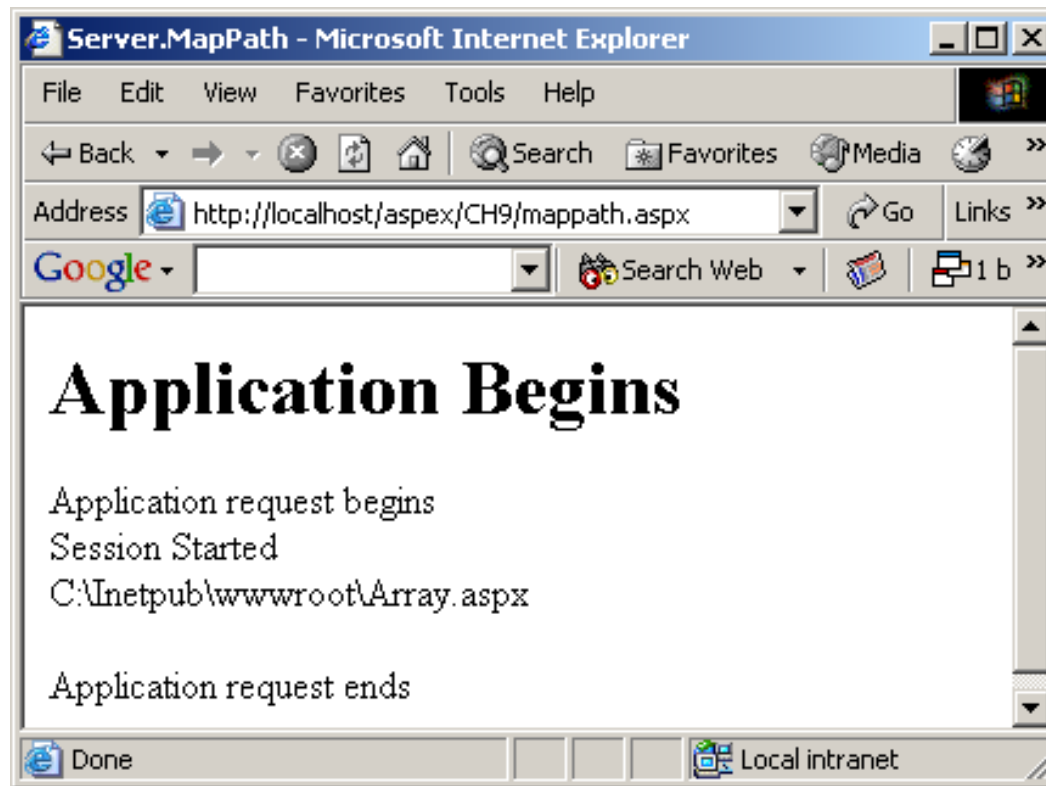 Server.MapPath - Microsoft Internet Explorer
File Edit View Favorites Tools Help
Back Search Favorites Media »
Address http://localhost/aspex/CH9/mappath.aspx Go Links »
Google Search Web 1 b »
Application Begins
Application request begins
Session Started
C:\Inetpub\wwwroot\Array.aspx
Application request ends
Done Local intranet